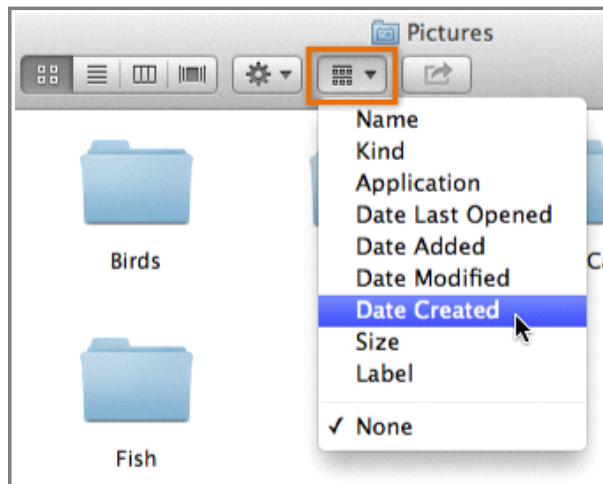 Pictures
Name
Kind
Application
Date Last Opened
Date Added
Date Modified
Date Created
Size
Label
✓ None
Birds
Fish